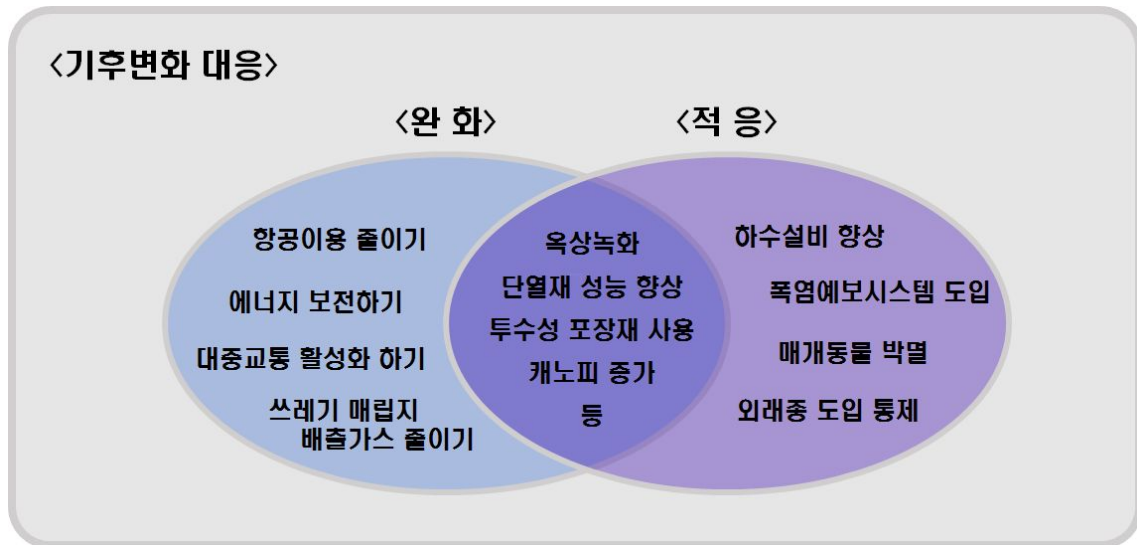 <기후변화 대응>
<완 화>
<적 응>
항공이용 줄이기
에너지 보전하기
대중교통 활성화 하기
쓰레기 매립지
배출가스 줄이기
옥상녹화
단열재 성능 향상
투수성 포장재 사용
캐노피 증가
등
하수설비 향상
폭염예보시스템 도입
매개동물 박멸
외래종 도입 통제